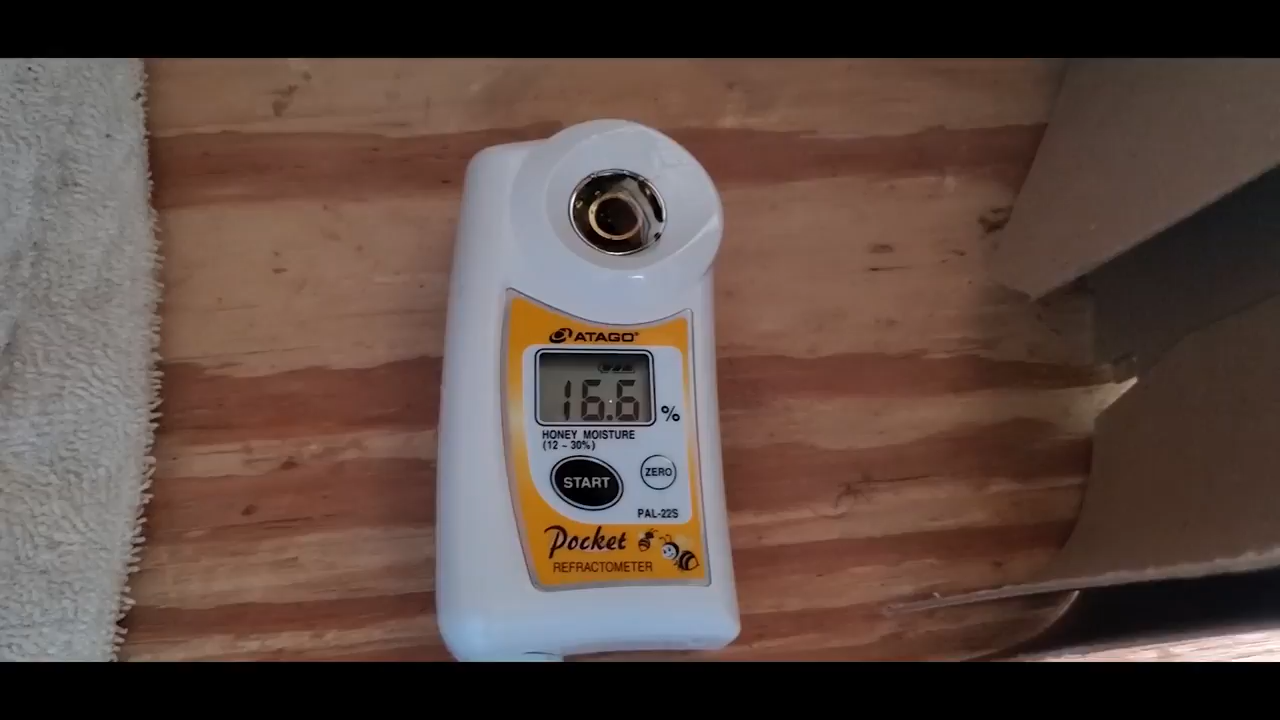 ATAGO®
16.6 %
HONEY MOISTURE
(12 - 30%)
START
ZERO
PAL-22S
Pocket
REFRACTOMETER